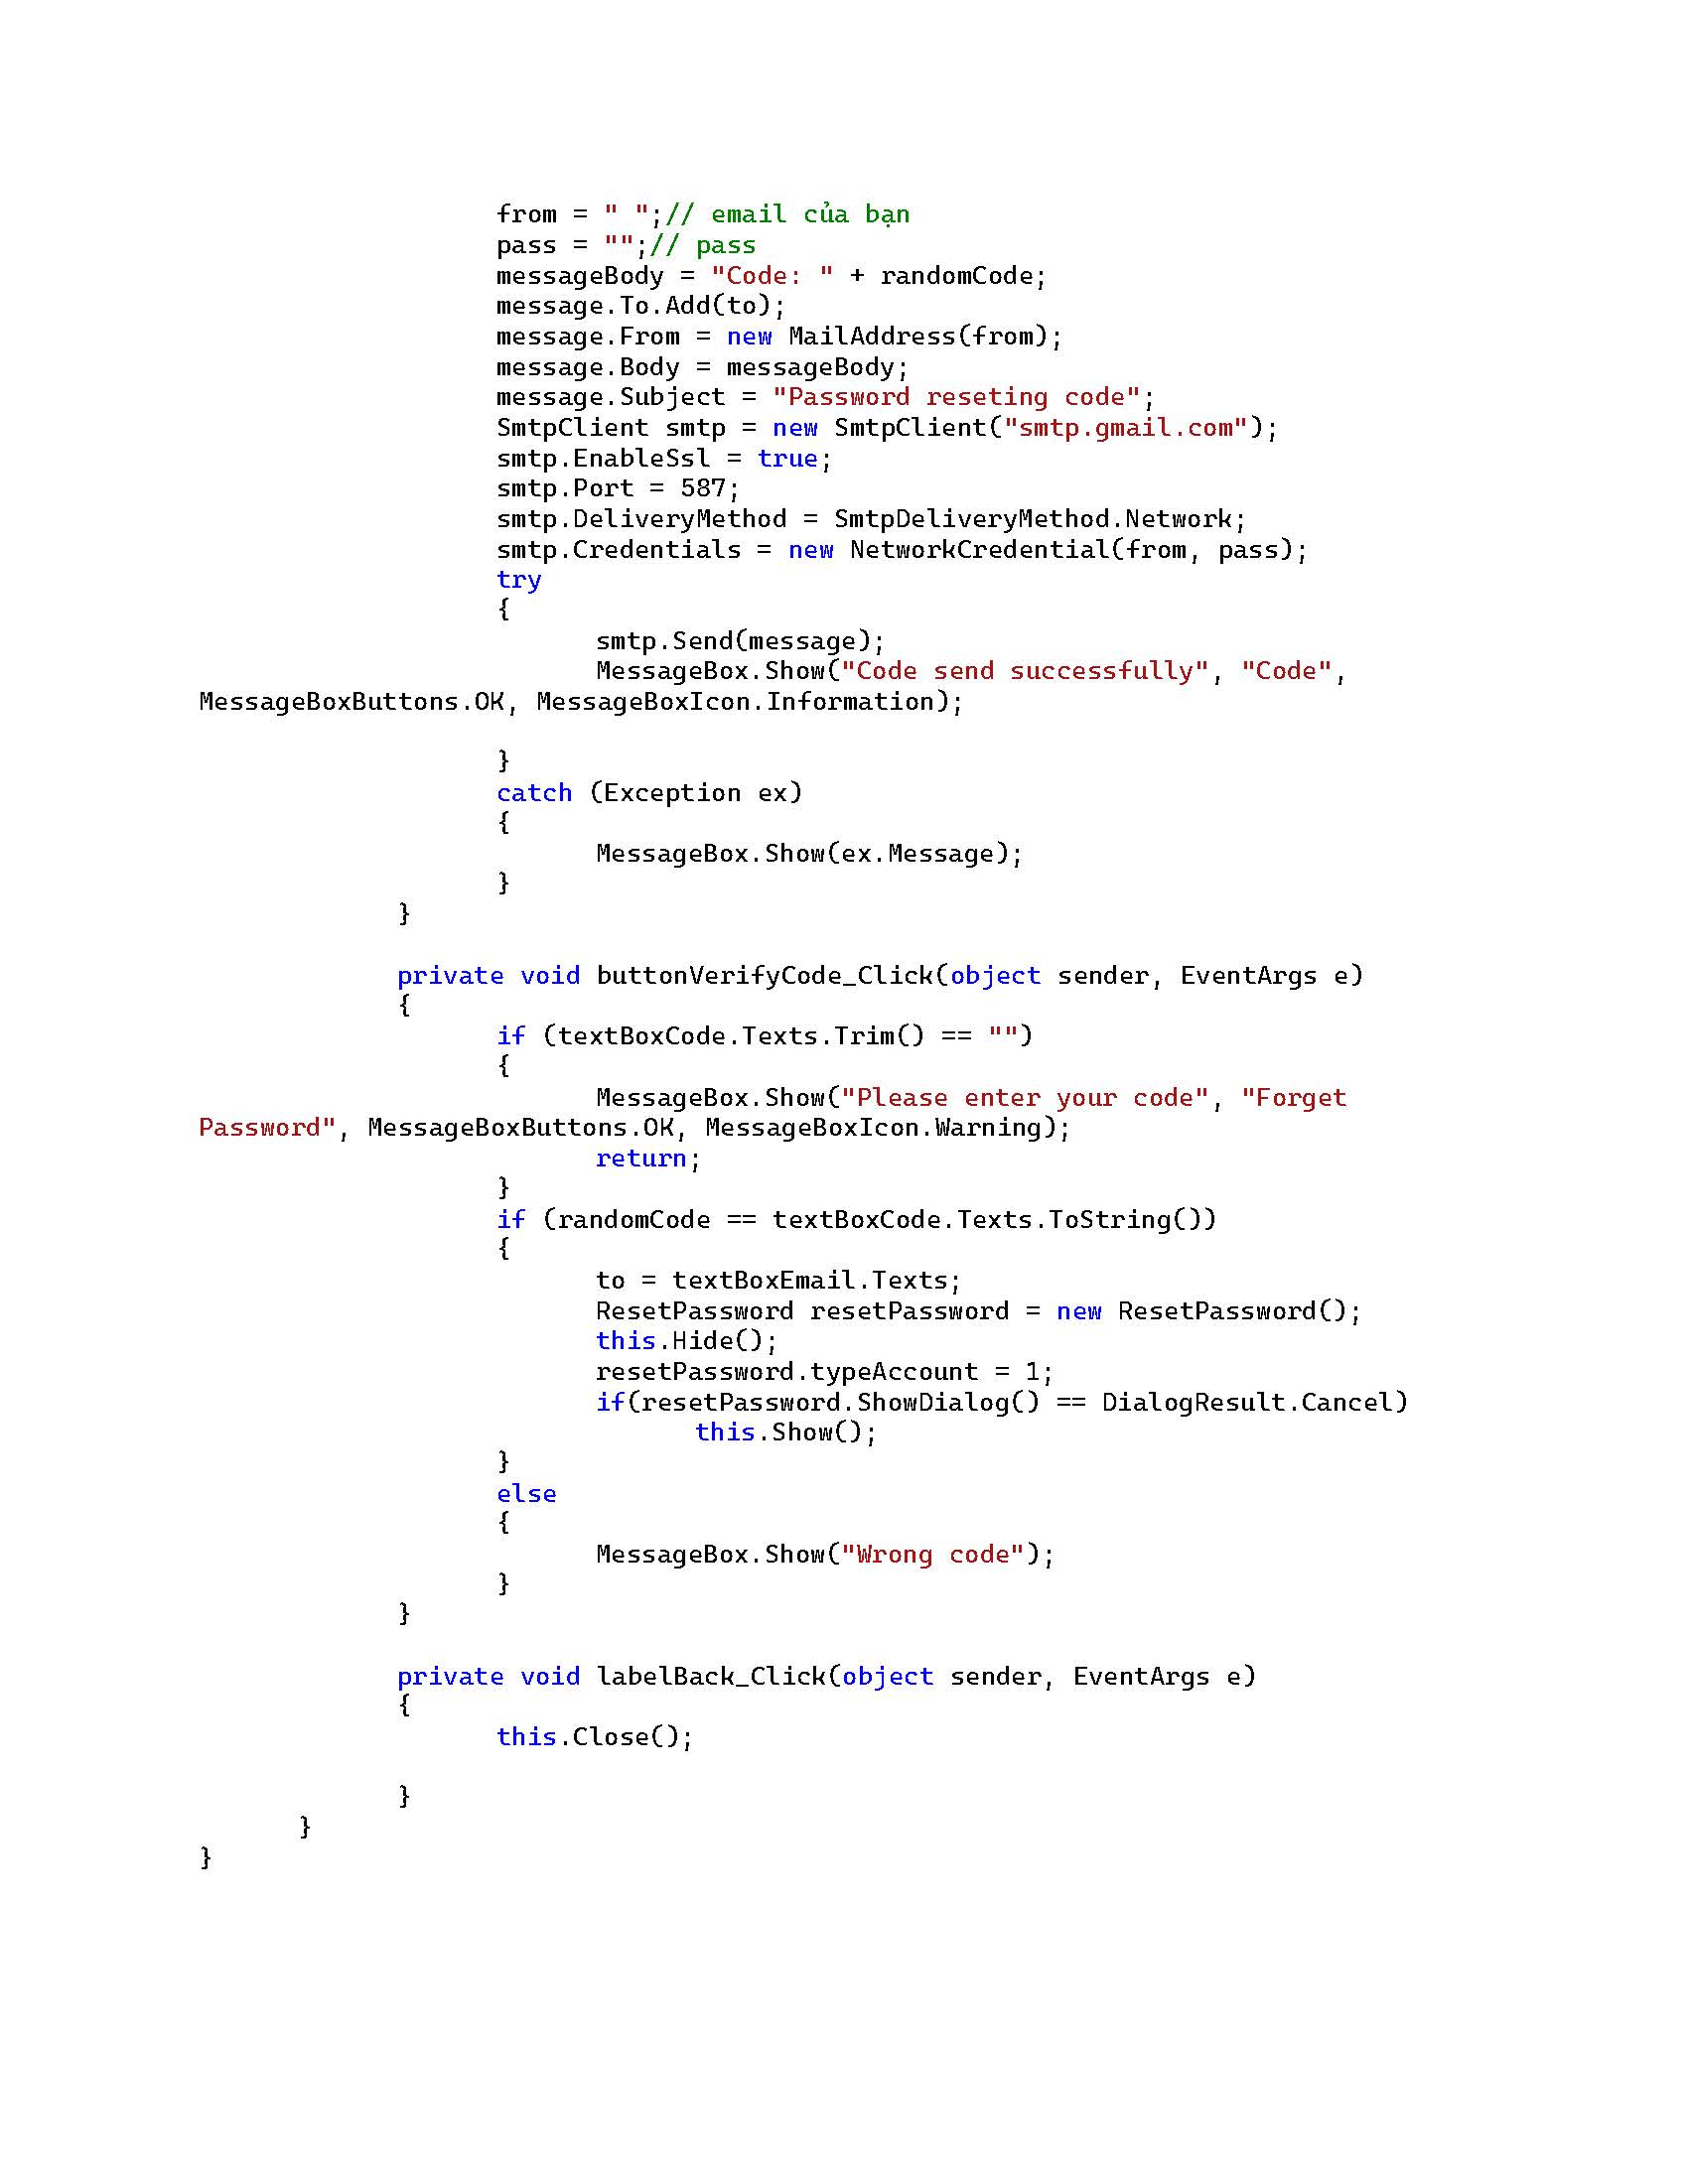 from = " ";// email của bạn
pass = "";// pass
messageBody = "Code: " + randomCode;
message.To.Add(to);
message.From = new MailAddress(from);
message.Body = messageBody;
message.Subject = "Password reseting code";
SmtpClient smtp = new SmtpClient("smtp.gmail.com");
smtp.EnableSsl = true;
smtp.Port = 587;
smtp.DeliveryMethod = SmtpDeliveryMethod.Network;
smtp.Credentials = new NetworkCredential(from, pass);
try
{
smtp.Send(message);
MessageBox.Show("Code send successfully", "Code",
MessageBoxButtons.OK, MessageBoxIcon.Information);
}
catch (Exception ex)
{
MessageBox.Show(ex.Message);
}
}
private void buttonVerifyCode_Click(object sender, EventArgs e)
{
if (textBoxCode.Texts.Trim() == "")
{
MessageBox.Show("Please enter your code", "Forget
Password", MessageBoxButtons.OK, MessageBoxIcon.Warning);
return;
}
if (randomCode == textBoxCode.Texts.ToString())
{
to = textBoxEmail.Texts;
ResetPassword resetPassword = new ResetPassword();
this.Hide();
resetPassword.typeAccount = 1;
if(resetPassword.ShowDialog() == DialogResult.Cancel)
this.Show();
}
else
{
MessageBox.Show("Wrong code");
}
}
private void labelBack_Click(object sender, EventArgs e)
{
this.Close();
}
}
}